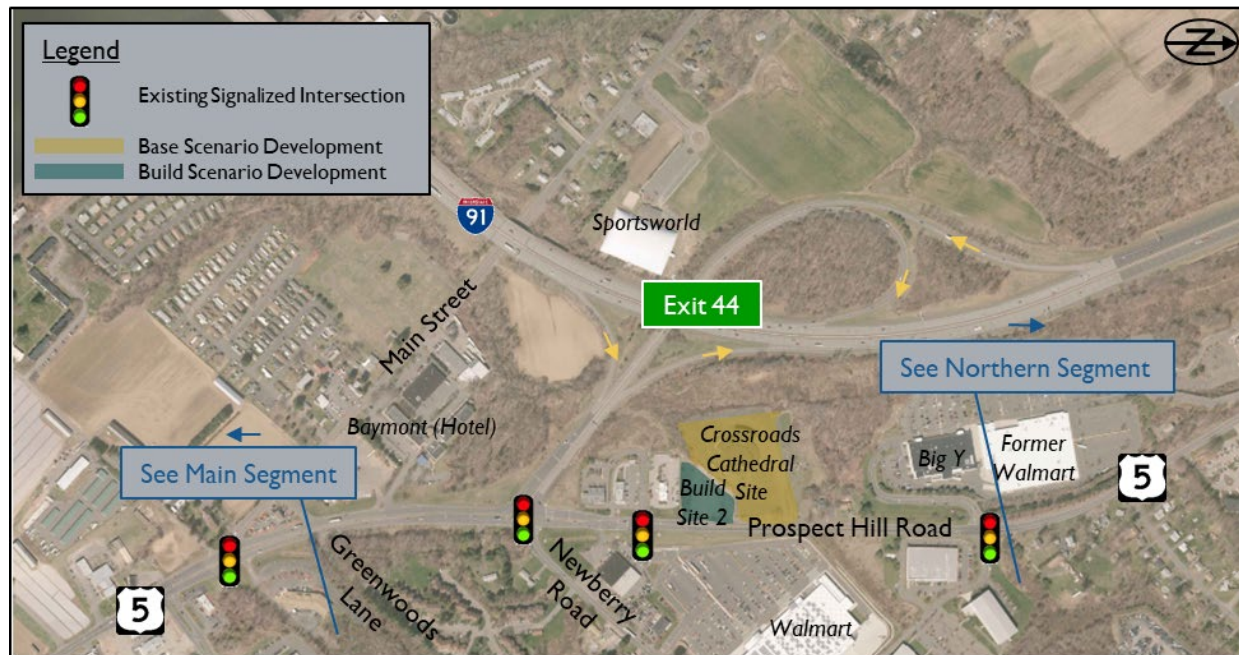 Legend
Existing Signalized Intersection
Base Scenario Development
Build Scenario Development
N
INTERSTATE
91
Sportsworld
Exit 44
Main Street
See Northern Segment
Baymont (Hotel)
See Main Segment
Crossroads
Cathedral
Site
Build
Site 2
Big Y
Former
Walmart
5
Prospect Hill Road
Greenwoods
Lane
Newberry
Road
5
Walmart